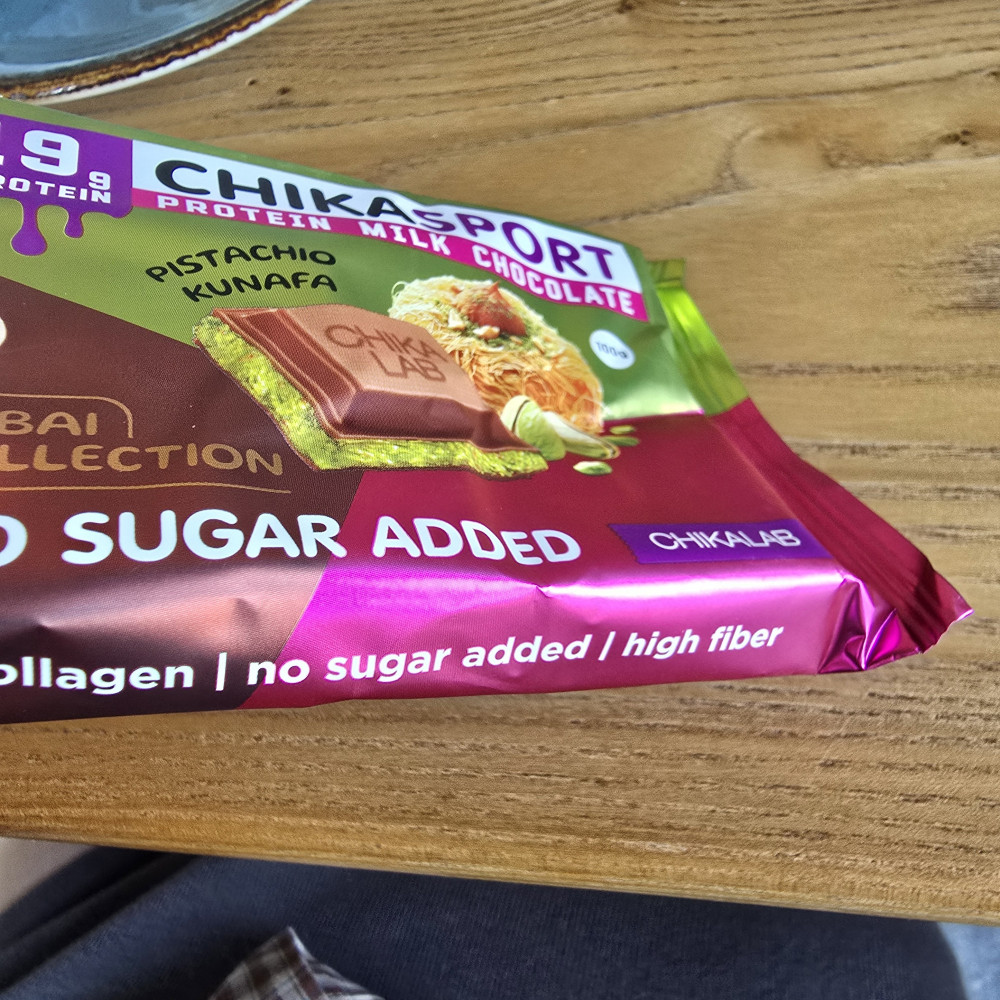 19g
PROTEIN
CHIKASPORT
PROTEIN MILK CHOCOLATE
PISTACHIO
KUNAFA
CHIKA
LAB
100g
BAI
LLECTION
SUGAR ADDED
CHIKALAB
ollagen | no sugar added / high fiber